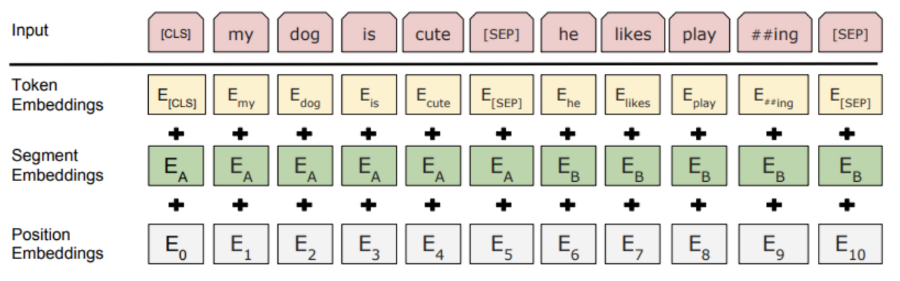 Input [CLS] my dog is cute [SEP] he likes play ##ing [SEP]
Token Embeddings E[CLS] Emy Edog Eis Ecute E[SEP] Ehe Elikes Eplay E##ing E[SEP]
+ + + + + + + + + + +
Segment Embeddings EA EA EA EA EA EA EB EB EB EB EB
+ + + + + + + + + + +
Position Embeddings E0 E1 E2 E3 E4 E5 E6 E7 E8 E9 E10